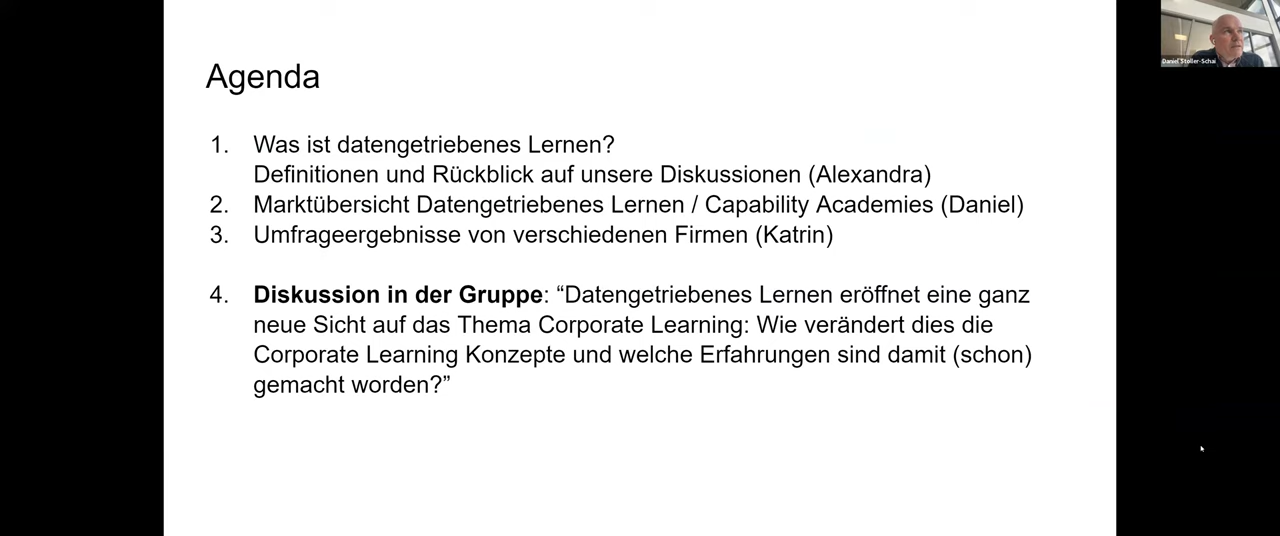 Agenda
1. Was ist datengetriebenes Lernen?
Definitionen und Rückblick auf unsere Diskussionen (Alexandra)
2. Marktübersicht Datengetriebenes Lernen / Capability Academies (Daniel)
3. Umfrageergebnisse von verschiedenen Firmen (Katrin)
4. Diskussion in der Gruppe: “Datengetriebenes Lernen eröffnet eine ganz
neue Sicht auf das Thema Corporate Learning: Wie verändert dies die
Corporate Learning Konzepte und welche Erfahrungen sind damit (schon)
gemacht worden?”
Daniel Stoller-Schai